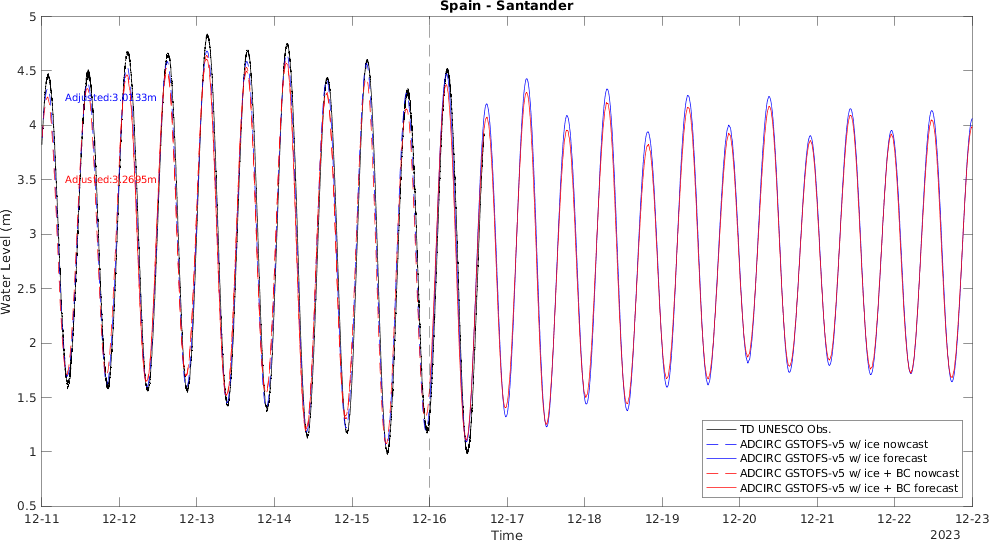 Spain - Santander
5
4.5
4
3.5
3
2.5
2
1.5
1
0.5
Water Level (m)
Adjusted:3.0133m
Adjusted:3.2695m
TD UNESCO Obs.
ADCIRC GSTOFS-v5 w/ ice nowcast
ADCIRC GSTOFS-v5 w/ ice forecast
ADCIRC GSTOFS-v5 w/ ice + BC nowcast
ADCIRC GSTOFS-v5 w/ ice + BC forecast
12-11 12-12 12-13 12-14 12-15 12-16 12-17 12-18 12-19 12-20 12-21 12-22 12-23
Time
2023